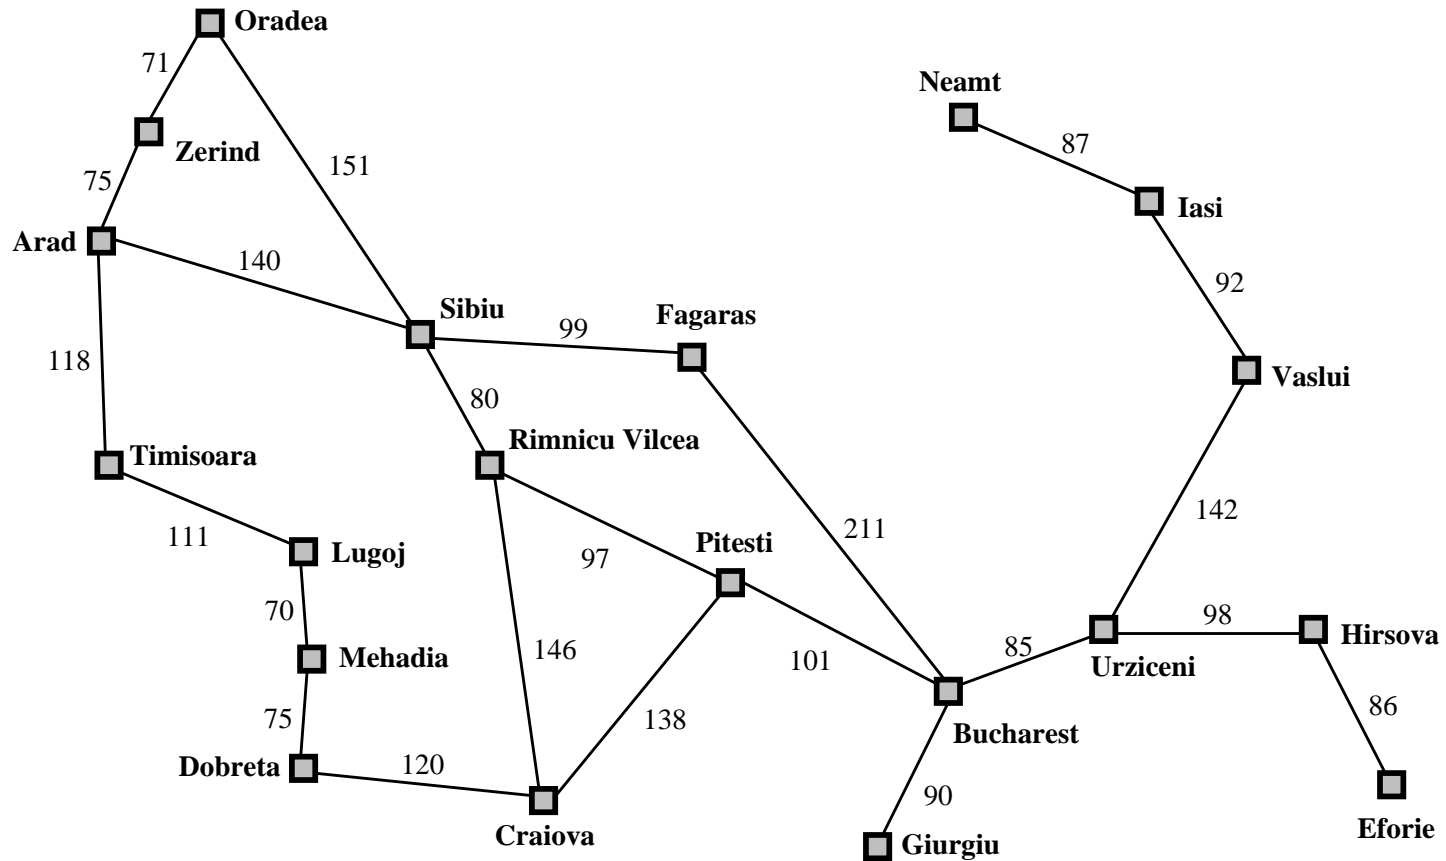 Oradea
71
Neamt
87
Zerind
151
75
Iasi
Arad
140
92
Sibiu
Fagaras
99
118
Vaslui
80
Rimnicu Vilcea
Timisoara
142
211
111
Pitesti
97
Lugoj
70
98
Hirsova
85
146
101
Urziceni
Mehadia
86
75
138
Bucharest
Dobreta
120
90
Eforie
Craiova
Giurgiu